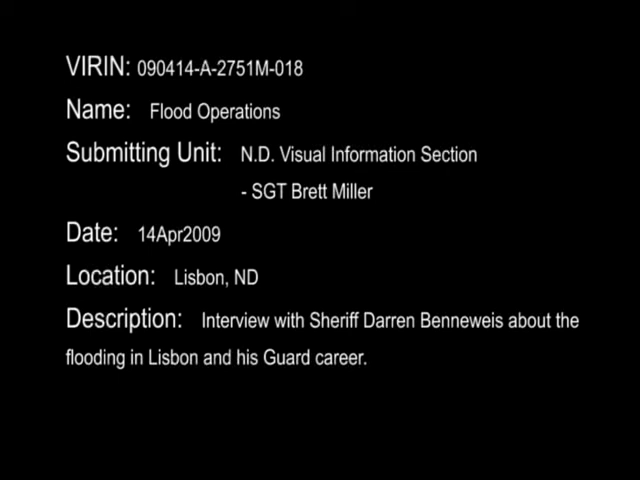 VIRIN: 090414-A-2751M-018
Name: Flood Operations
Submitting Unit: N.D. Visual Information Section
- SGT Brett Miller
Date: 14Apr2009
Location: Lisbon, ND
Description: Interview with Sheriff Darren Benneweis about the
flooding in Lisbon and his Guard career.